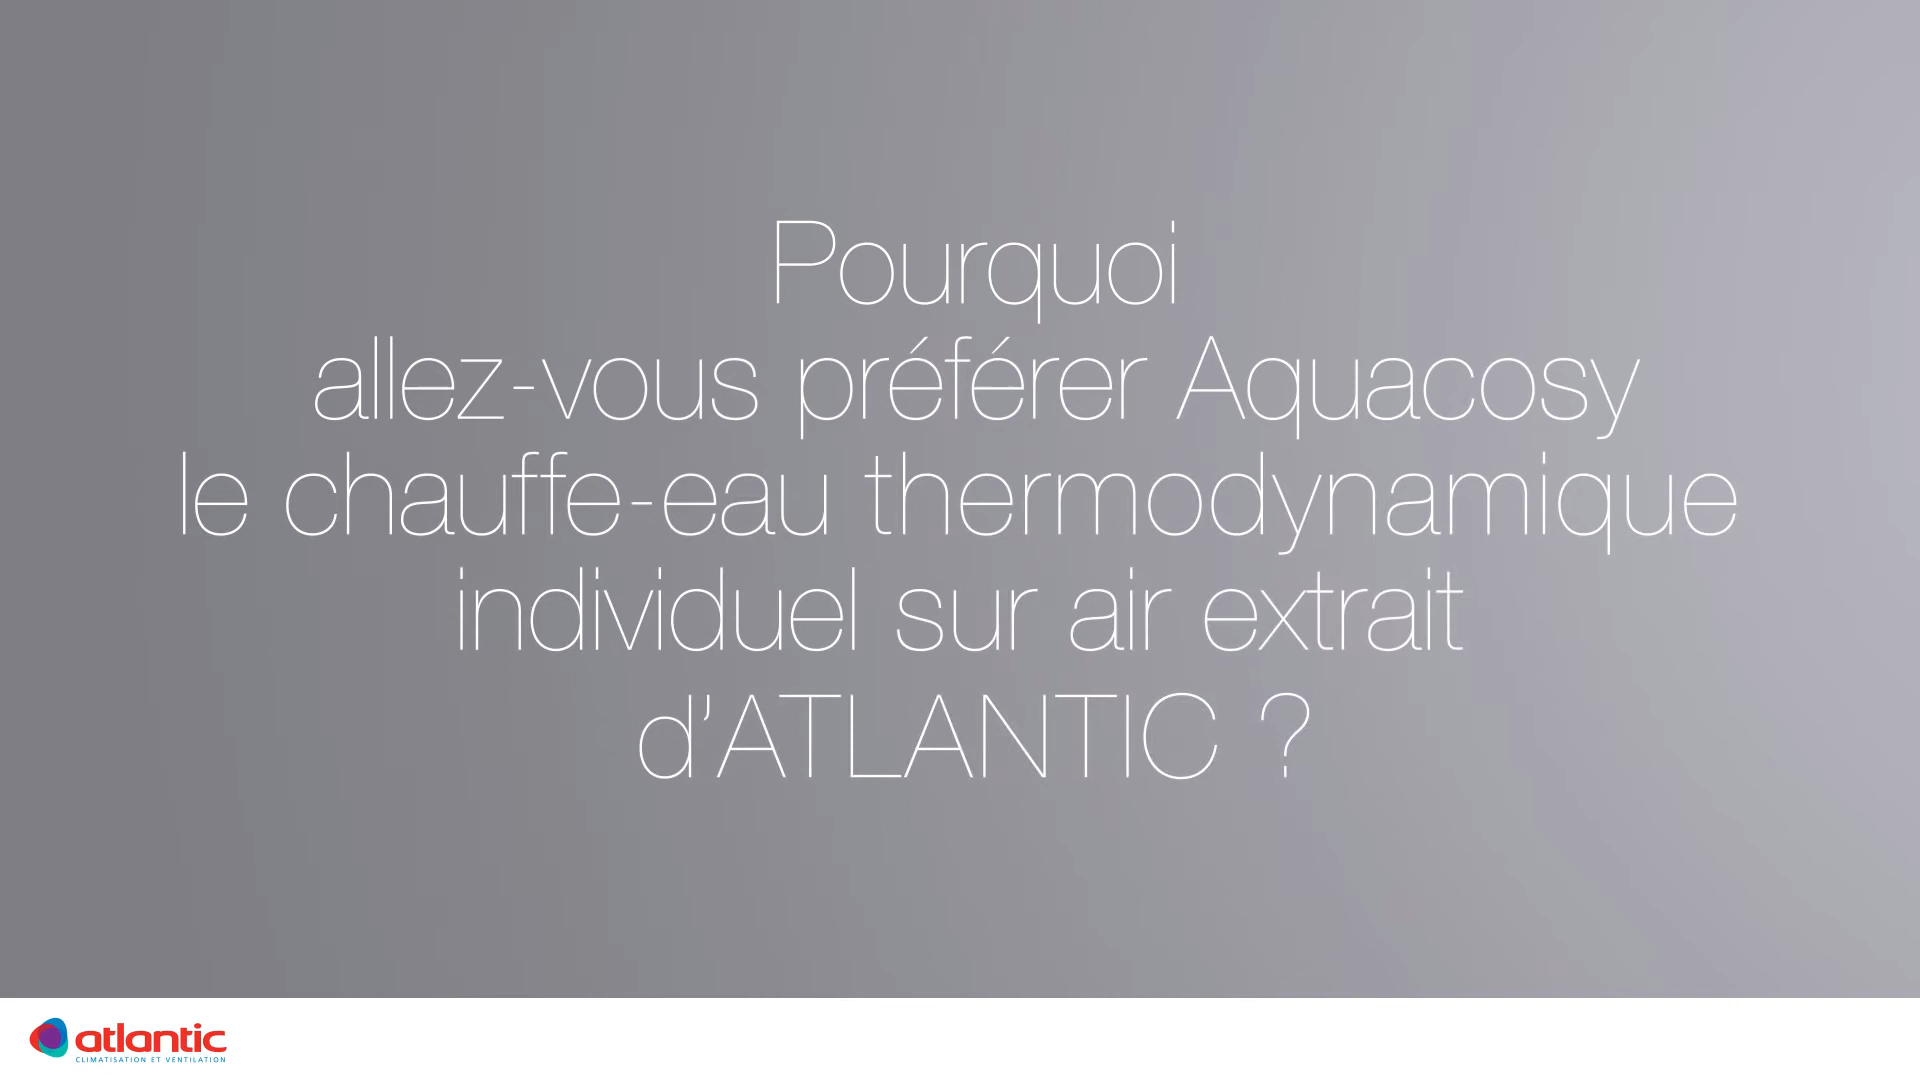 Pourquoi
allez-vous préférer Aquacosy
le chauffe-eau thermodynamique
individuel sur air extrait
d'ATLANTIC ?
atlantic
CLIMATISATION ET VENTILATION